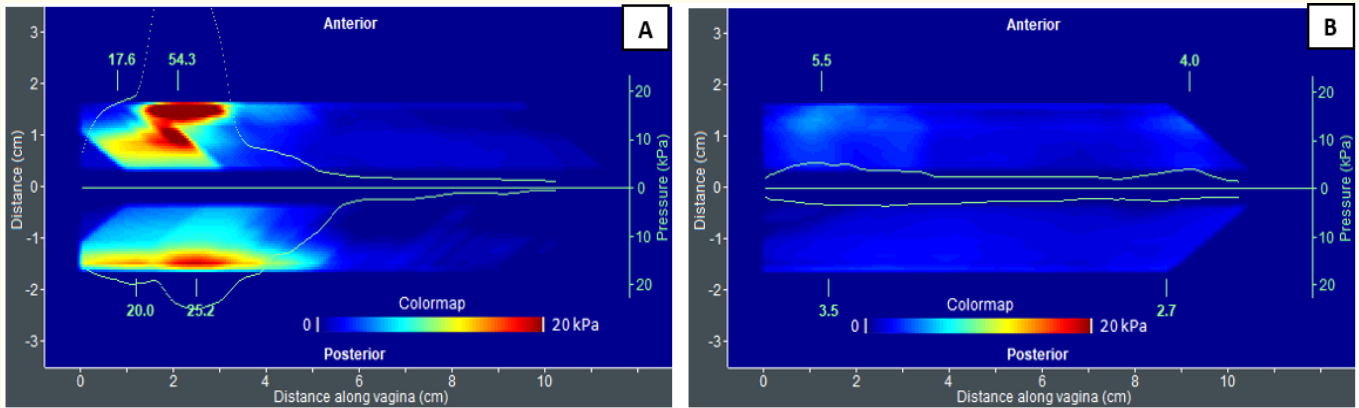 A
Anterior
17.6 54.3
3
2
1
0
-1
-2
-3
Distance (cm)
20
10
0
10
20
Pressure (kPa)
20.0 25.2
Colormap
0 20 kPa
Posterior
0 2 4 6 8 10
Distance along vagina (cm)
B
Anterior
5.5 4.0
3
2
1
0
-1
-2
-3
Distance (cm)
20
10
0
10
20
Pressure (kPa)
3.5 2.7
Colormap
0 20 kPa
Posterior
0 2 4 6 8 10
Distance along vagina (cm)